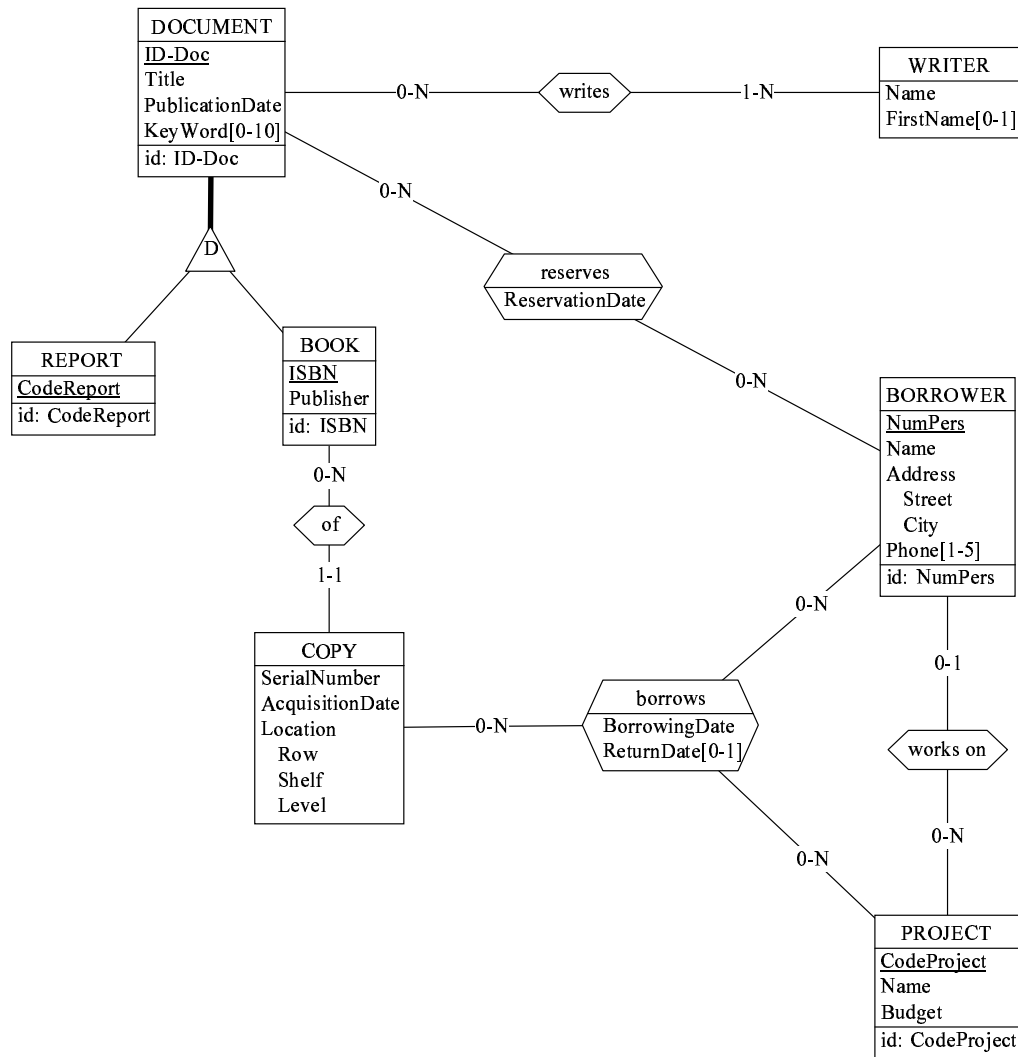 DOCUMENT
ID-Doc
Title
PublicationDate
KeyWord[0-10]
id: ID-Doc
0-N
writes
1-N
WRITER
Name
FirstName[0-1]
0-N
D
reserves
ReservationDate
0-N
REPORT
CodeReport
id: CodeReport
BOOK
ISBN
Publisher
id: ISBN
0-N
of
1-1
BORROWER
NumPers
Name
Address
Street
City
Phone[1-5]
id: NumPers
COPY
SerialNumber
AcquisitionDate
Location
Row
Shelf
Level
0-N
borrows
BorrowingDate
ReturnDate[0-1]
0-N
0-N
0-1
works on
0-N
PROJECT
CodeProject
Name
Budget
id: CodeProject